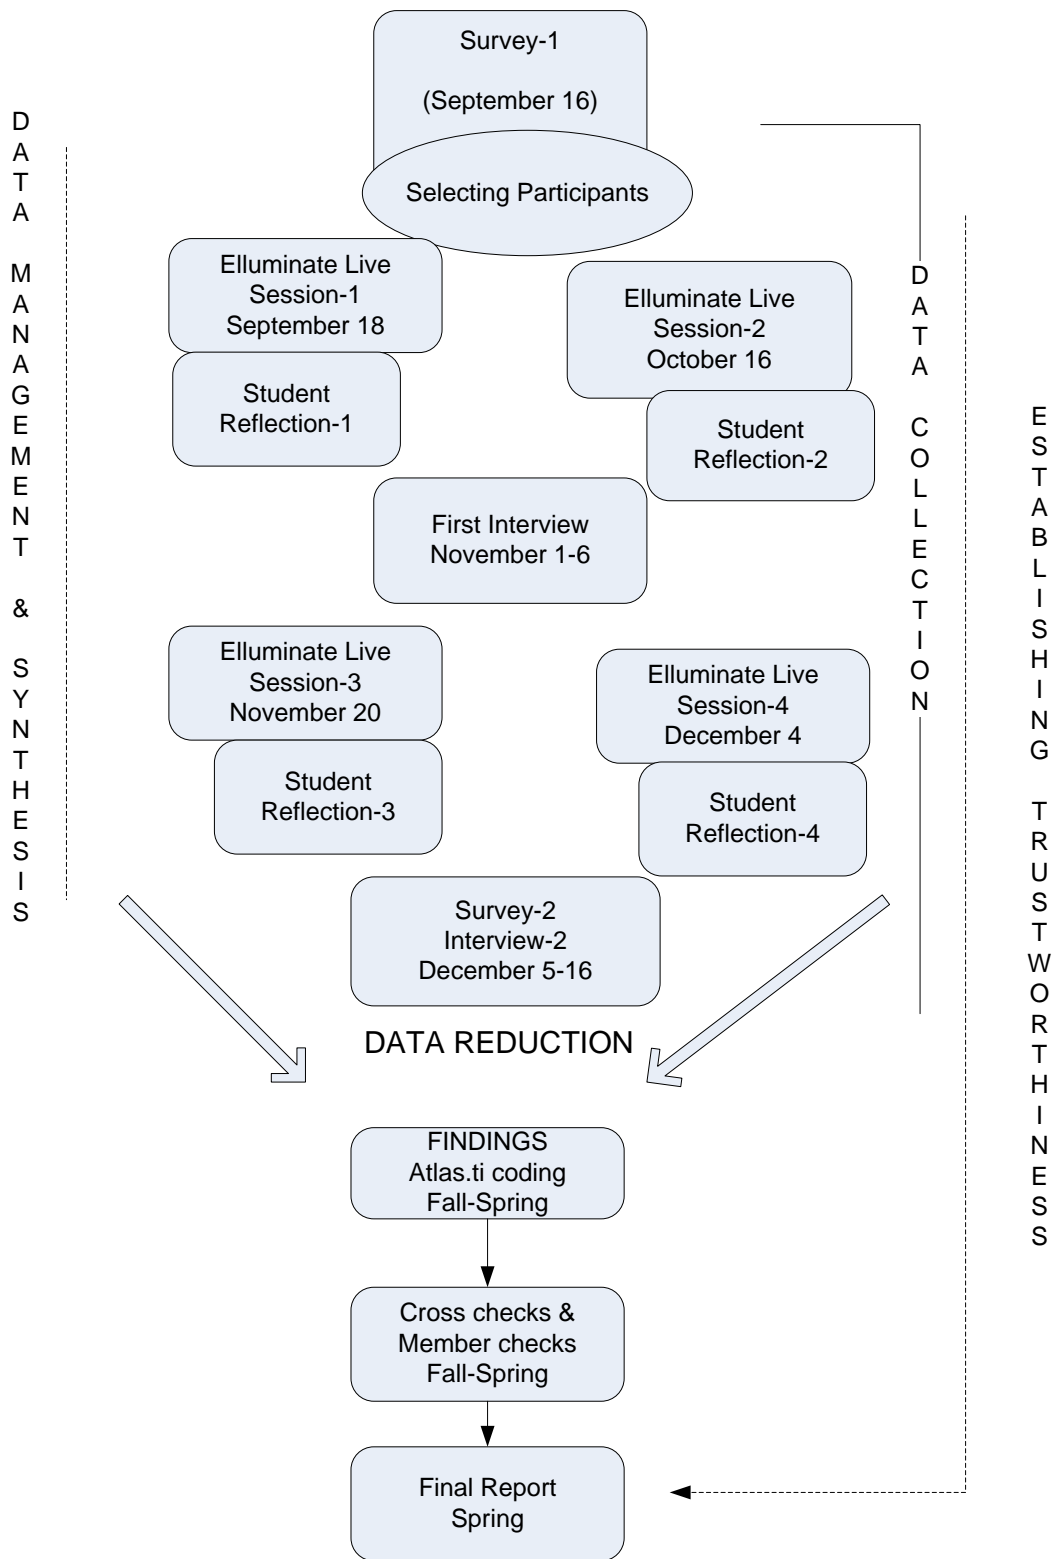 Survey-1
(September 16)
Selecting Participants
Elluminate Live
Session-1
September 18
Student
Reflection-1
Elluminate Live
Session-2
October 16
Student
Reflection-2
First Interview
November 1-6
Elluminate Live
Session-3
November 20
Student
Reflection-3
Elluminate Live
Session-4
December 4
Student
Reflection-4
Survey-2
Interview-2
December 5-16
DATA REDUCTION
FINDINGS
Atlas.ti coding
Fall-Spring
Cross checks &
Member checks
Fall-Spring
Final Report
Spring
DATA MANAGEMENT & SYNTHESIS
DATA COLLECTION
ESTABLISHING TRUSTWORTHINESS